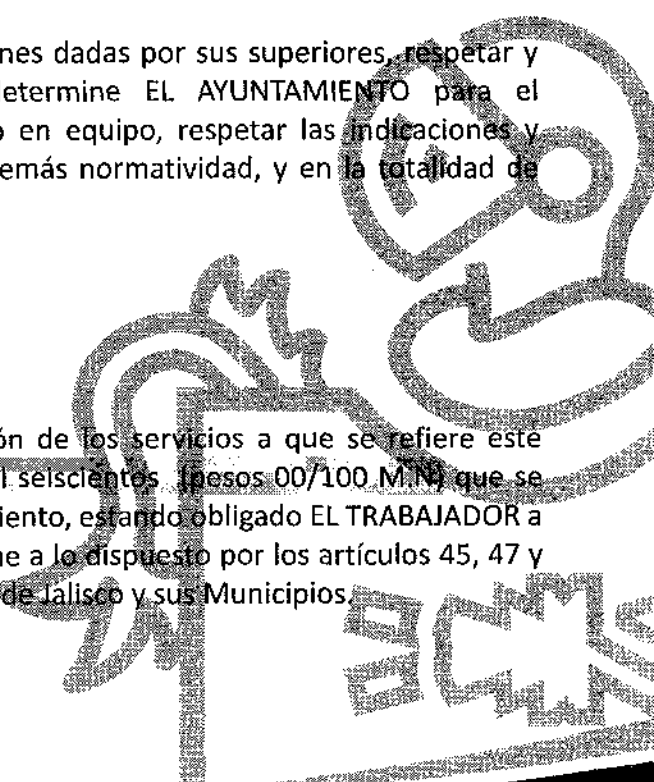 nes dadas por sus superiores, respetar y
determine EL AYUNTAMIENTO para el
o en equipo, respetar las indicaciones y
emás normatividad, y en la totalidad de
ón de los servicios a que se refiere este
l seiscientos (pesos 00/100 M.N) que se
iento, estando obligado EL TRABAJADOR a
ne a lo dispuesto por los artículos 45, 47 y
de Jalisco y sus Municipios.